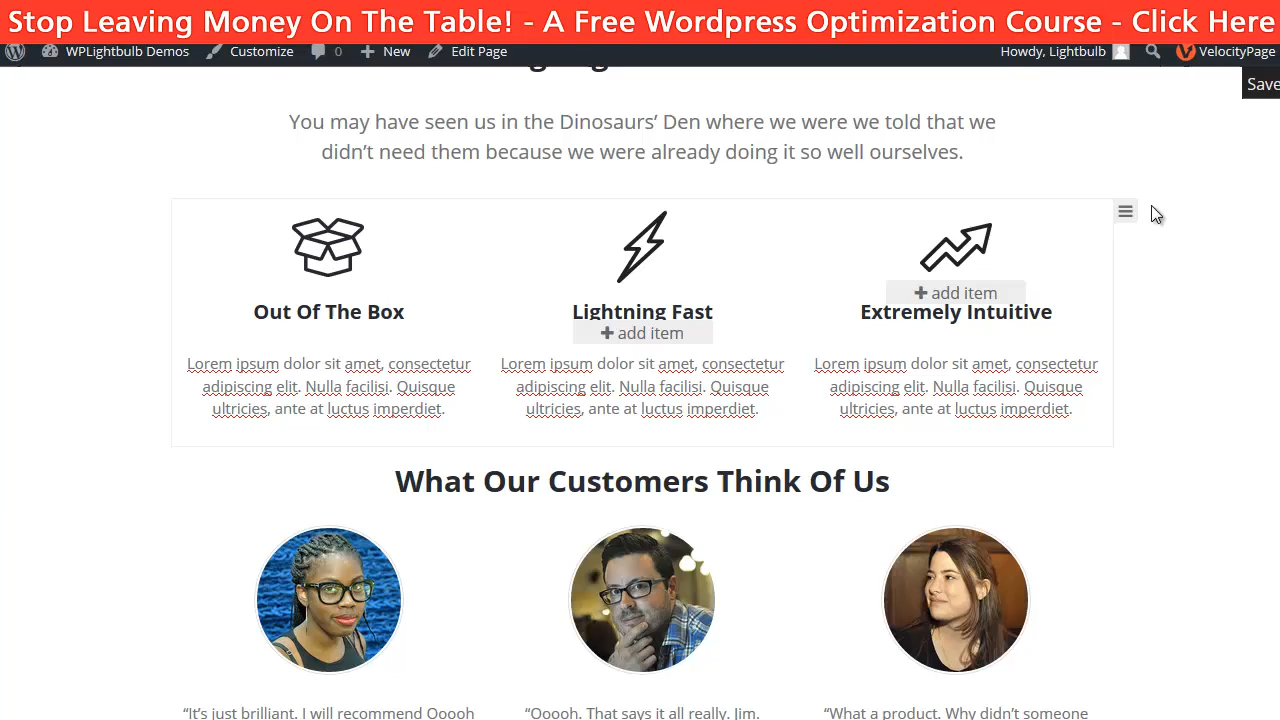 Stop Leaving Money On The Table! - A Free Wordpress Optimization Course - Click Here
WPLightbulb Demos Customize 0 New Edit Page Howdy, Lightbulb VelocityPage
Save
You may have seen us in the Dinosaurs’ Den where we were we told that we
didn’t need them because we were already doing it so well ourselves.
Out Of The Box
Lorem ipsum dolor sit amet, consectetur
adipiscing elit. Nulla facilisi. Quisque
ultricies, ante at luctus imperdiet.
Lightning Fast
add item
Lorem ipsum dolor sit amet, consectetur
adipiscing elit. Nulla facilisi. Quisque
ultricies, ante at luctus imperdiet.
add item
Extremely Intuitive
Lorem ipsum dolor sit amet, consectetur
adipiscing elit. Nulla facilisi. Quisque
ultricies, ante at luctus imperdiet.
What Our Customers Think Of Us
“It’s just brilliant. I will recommend Ooooh
“Ooooh. That says it all really. Jim.
“What a product. Why didn’t someone